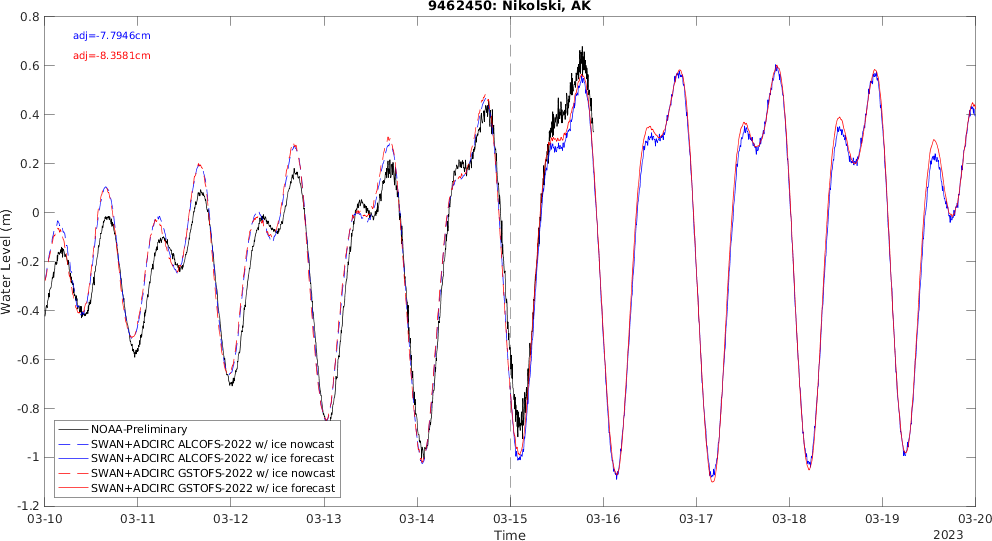 9462450: Nikolski, AK
adj=-7.7946cm
adj=-8.3581cm
Water Level (m)
0.8
0.6
0.4
0.2
0
-0.2
-0.4
-0.6
-0.8
-1
-1.2
NOAA-Preliminary
SWAN+ADCIRC ALCOFS-2022 w/ ice nowcast
SWAN+ADCIRC ALCOFS-2022 w/ ice forecast
SWAN+ADCIRC GSTOFS-2022 w/ ice nowcast
SWAN+ADCIRC GSTOFS-2022 w/ ice forecast
03-10 03-11 03-12 03-13 03-14 03-15 03-16 03-17 03-18 03-19 03-20
Time
2023